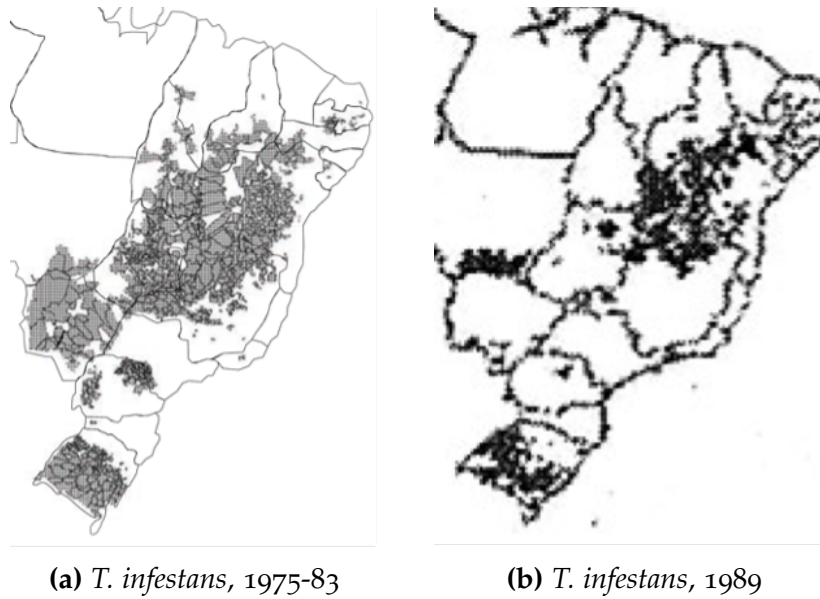 (a) T. infestans, 1975-83
(b) T. infestans, 1989